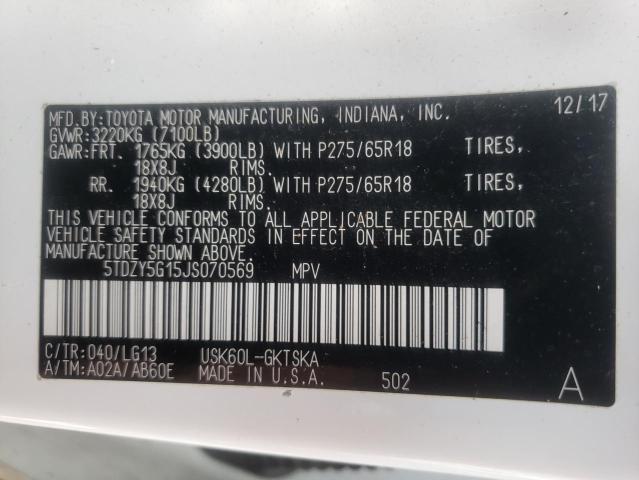 MFD.BY:TOYOTA MOTOR MANUFACTURING, INDIANA, INC. 12/17
GVWR:3220KG (7100LB)
GAWR:FRT. 1765KG (3900LB) WITH P275/65R18 TIRES,
18X8J RIMS.
RR. 1940KG (4280LB) WITH P275/65R18 TIRES,
18X8J RIMS.
THIS VEHICLE CONFORMS TO ALL APPLICABLE FEDERAL MOTOR
VEHICLE SAFETY STANDARDS IN EFFECT ON THE DATE OF
MANUFACTURE SHOWN ABOVE.
5TDZY5G15JS070569 MPV
C/TR:040/LG13 USK60L-GKTSKA
A/TM:A02A/AB60E MADE IN U.S.A. 502 A